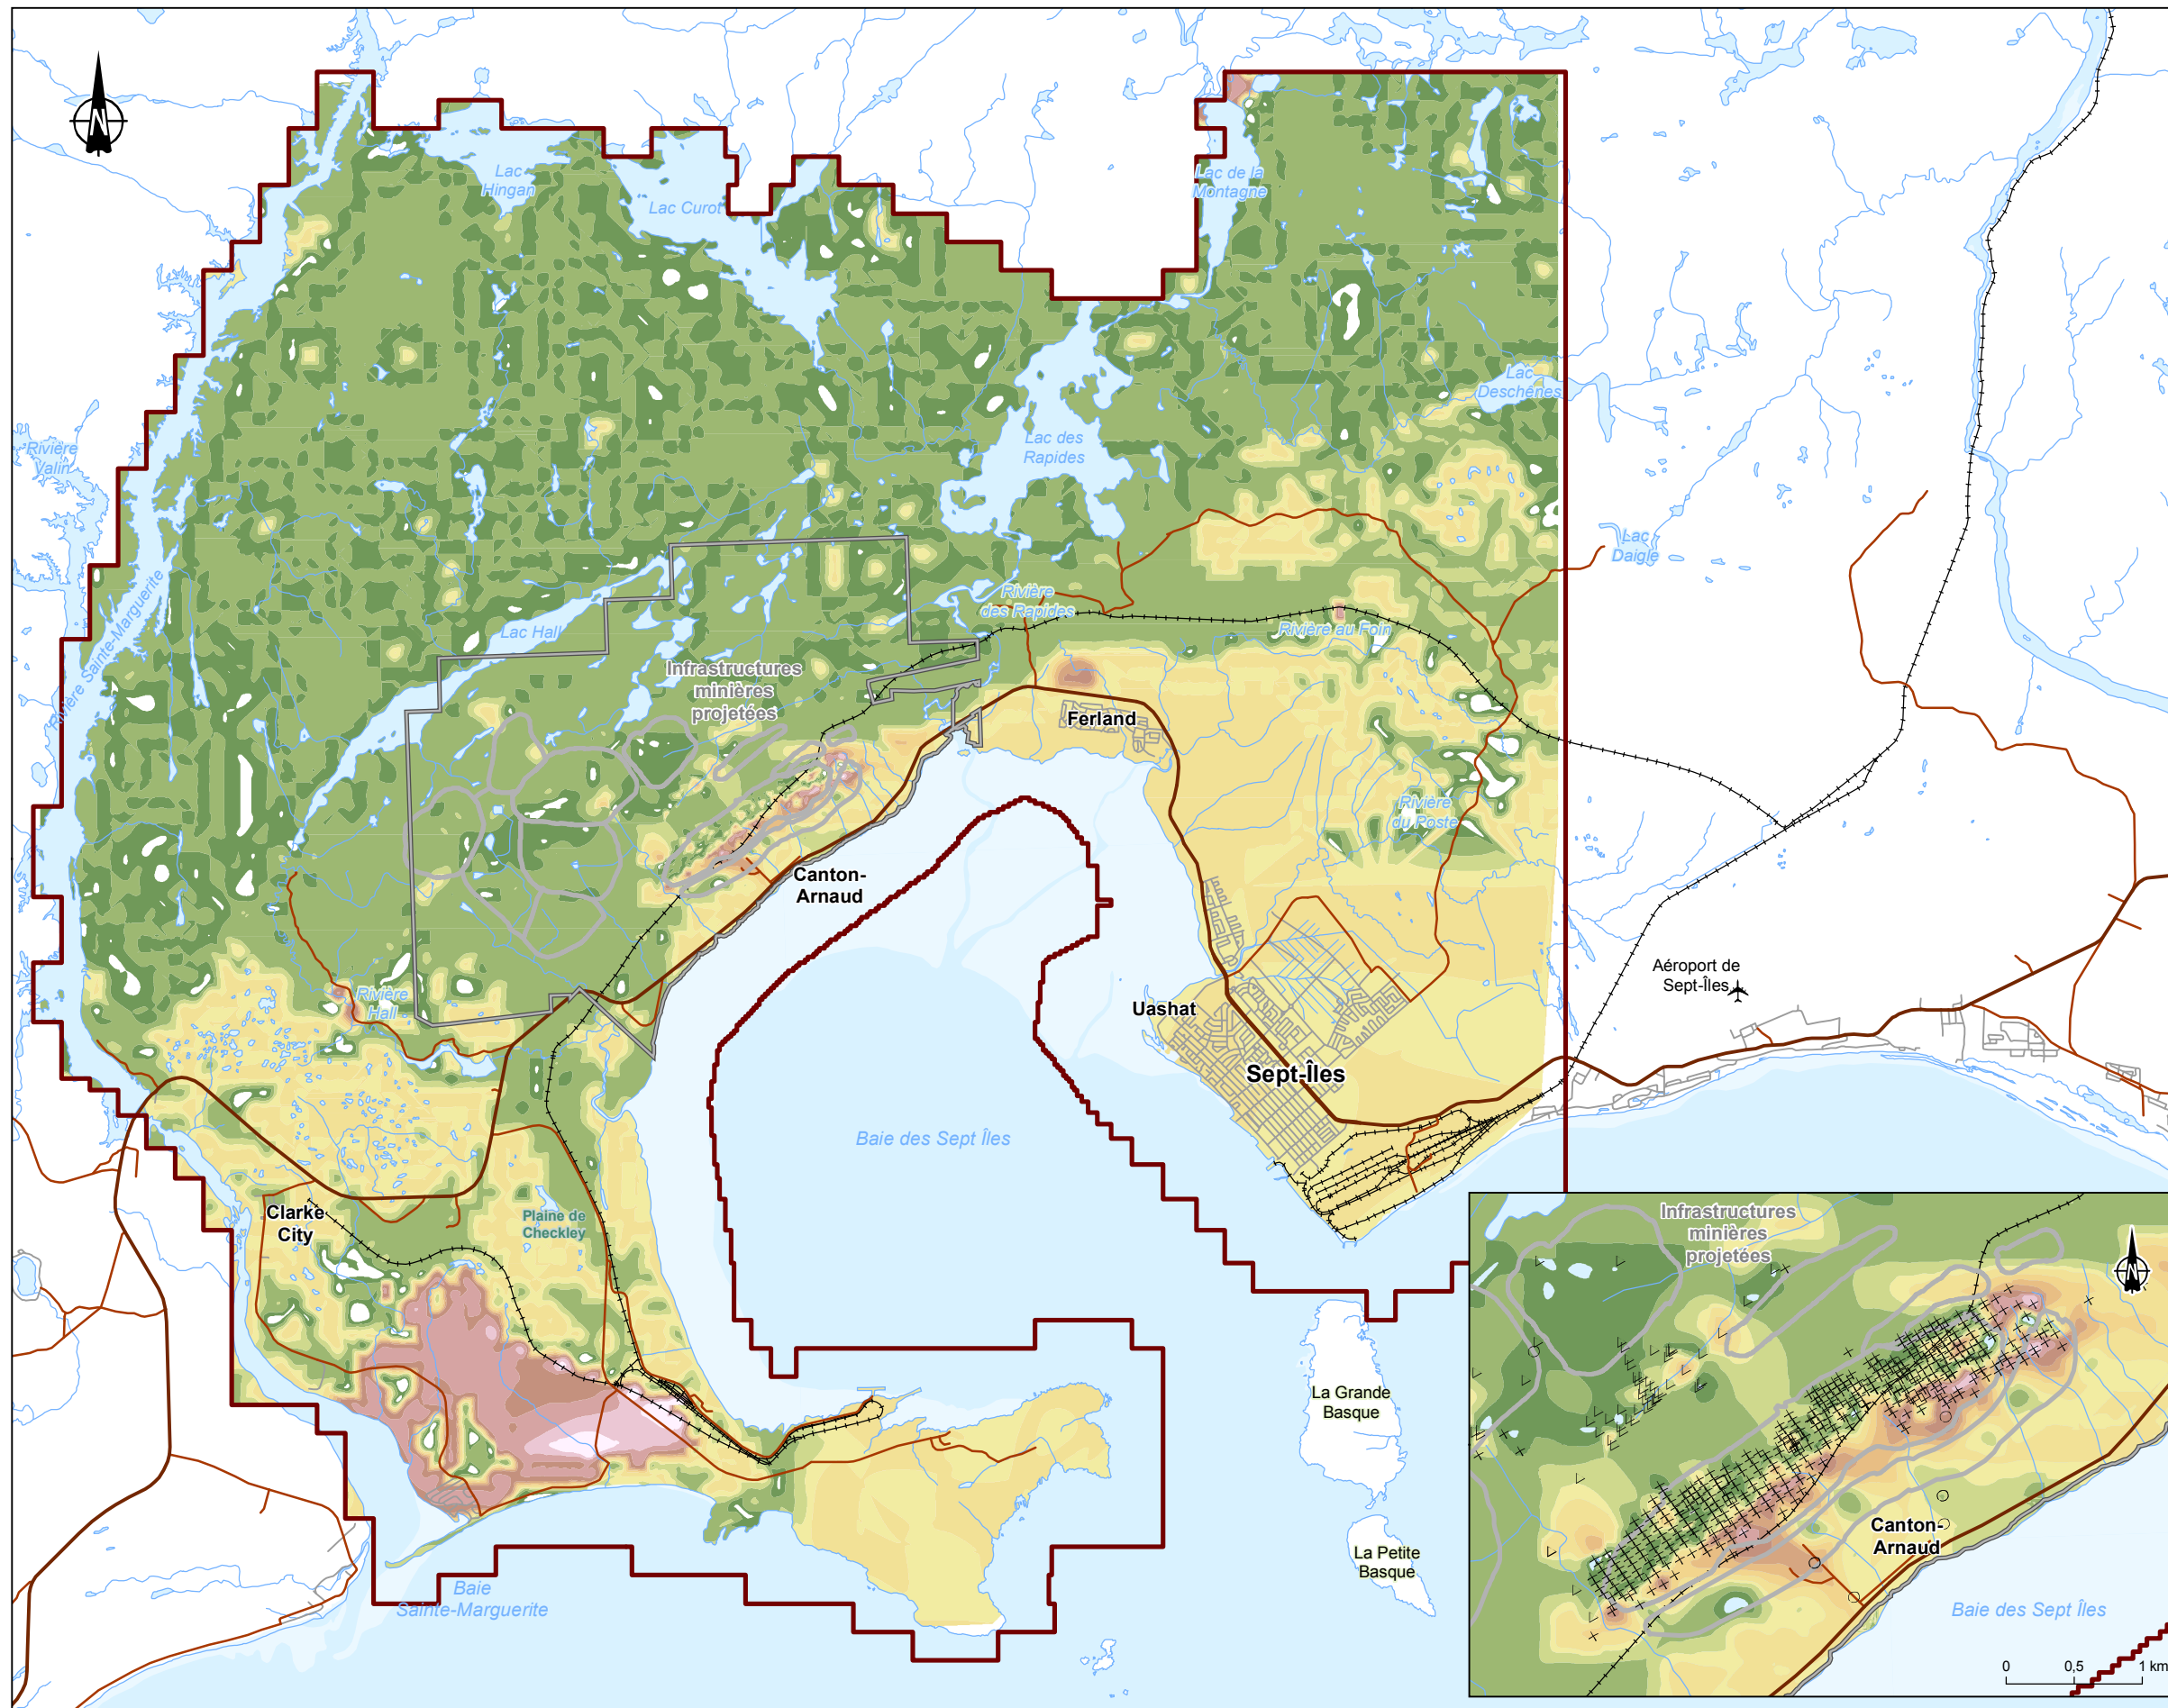 N
Lac
Hingan
Lac Curot
Lac de la
Montagne
Lac
Deschênes
Rivière
Valin
Lac des
Rapides
Lac
Daigle
Rivière Sainte-Marguerite
Rivière
des Rapides
Rivière au Foin
Lac Hall
Infrastructures
minières
projetées
Ferland
Rivière
du Poste
Canton-
Arnaud
Aéroport de
Sept-Îles
Rivière
Hall
Uashat
Sept-Îles
Baie des Sept Îles
Clarke
City
Plaine de
Checkley
La Grande
Basque
La Petite
Basque
Baie
Sainte-Marguerite
Infrastructures
minières
projetées
N
Canton-
Arnaud
Baie des Sept Îles
0 0,5 1 km